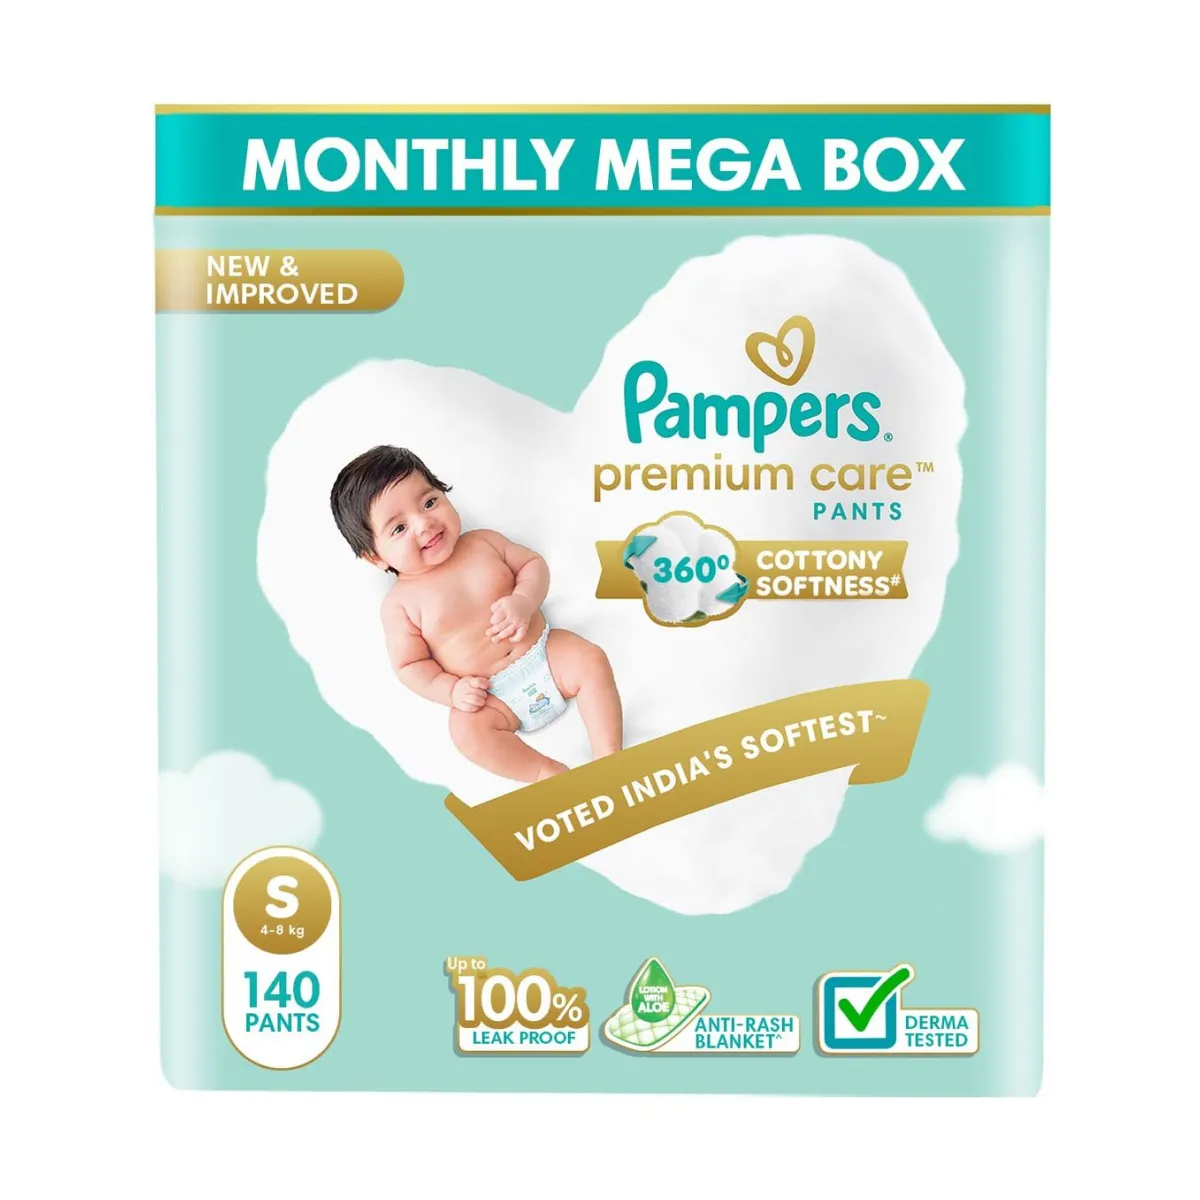 MONTHLY MEGA BOX
NEW &
IMPROVED
Pampers®
premium care™
PANTS
360°
COTTONY
SOFTNESS#
VOTED INDIA'S SOFTEST~
S
4-8 kg
140
PANTS
Up to
100%
LEAK PROOF
LOTION
WITH
ALOE
ANTI-RASH
BLANKET^
DERMA
TESTED